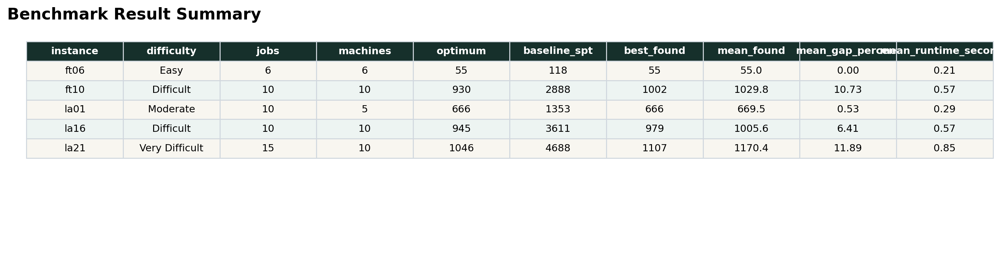 Benchmark Result Summary
instance difficulty jobs machines optimum baseline_spt best_found mean_found mean_gap_percen mean_runtime_secon
ft06 Easy 6 6 55 118 55 55.0 0.00 0.21
ft10 Difficult 10 10 930 2888 1002 1029.8 10.73 0.57
la01 Moderate 10 5 666 1353 666 669.5 0.53 0.29
la16 Difficult 10 10 945 3611 979 1005.6 6.41 0.57
la21 Very Difficult 15 10 1046 4688 1107 1170.4 11.89 0.85